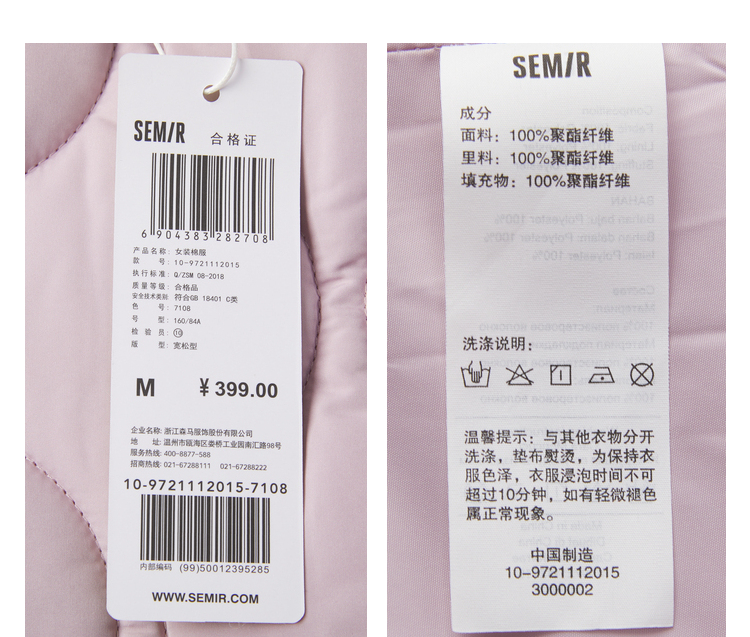 SEMIR 合格证
6 904383 282708
产品名称: 女装棉服
款 号: 10-9721112015
执行标准: Q/ZSM 08-2018
质量等级: 合格品
安全技术类别: 符合GB 18401 C类
色 号: 7108
号 型: 160/84A
检 验 员: ⑩
版 型: 宽松型
M ¥399.00
企业名称: 浙江森马服饰股份有限公司
地 址: 温州市瓯海区娄桥工业园南汇路98号
服务热线: 400-8877-588
招商热线: 021-67288111 021-67288222
10-9721112015-7108
内部编码 (99)50012395285
WWW.SEMIR.COM
SEMIR
成分
面料: 100%聚酯纤维
里料: 100%聚酯纤维
填充物: 100%聚酯纤维
洗涤说明:
温馨提示: 与其他衣物分开
洗涤, 垫布熨烫, 为保持衣
服色泽, 衣服浸泡时间不可
超过10分钟, 如有轻微褪色
属正常现象。
中国制造
10-9721112015
3000002